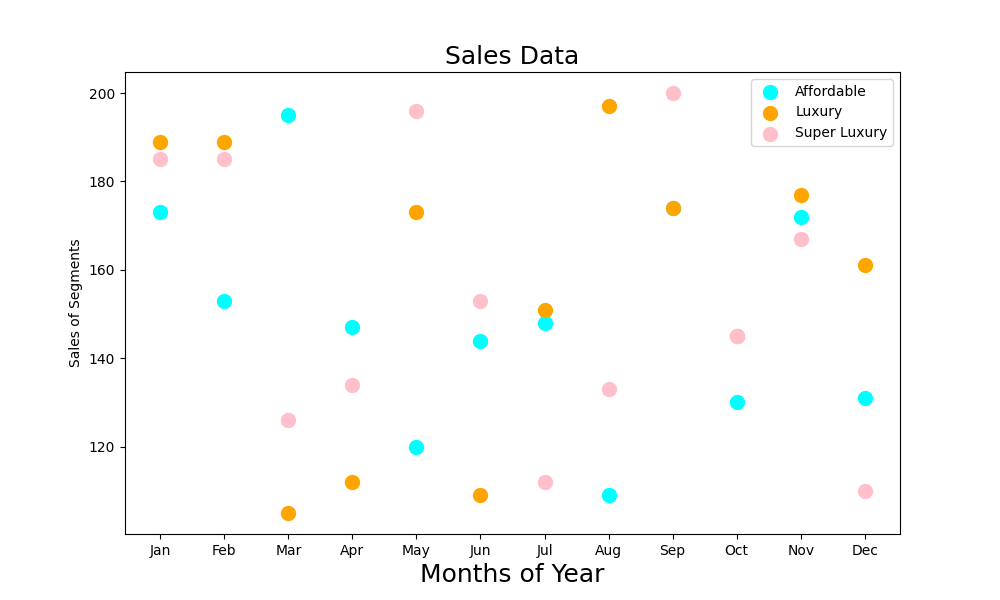 Sales Data
Affordable
Luxury
Super Luxury
200
180
160
140
120
Sales of Segments
Jan Feb Mar Apr May Jun Jul Aug Sep Oct Nov Dec
Months of Year